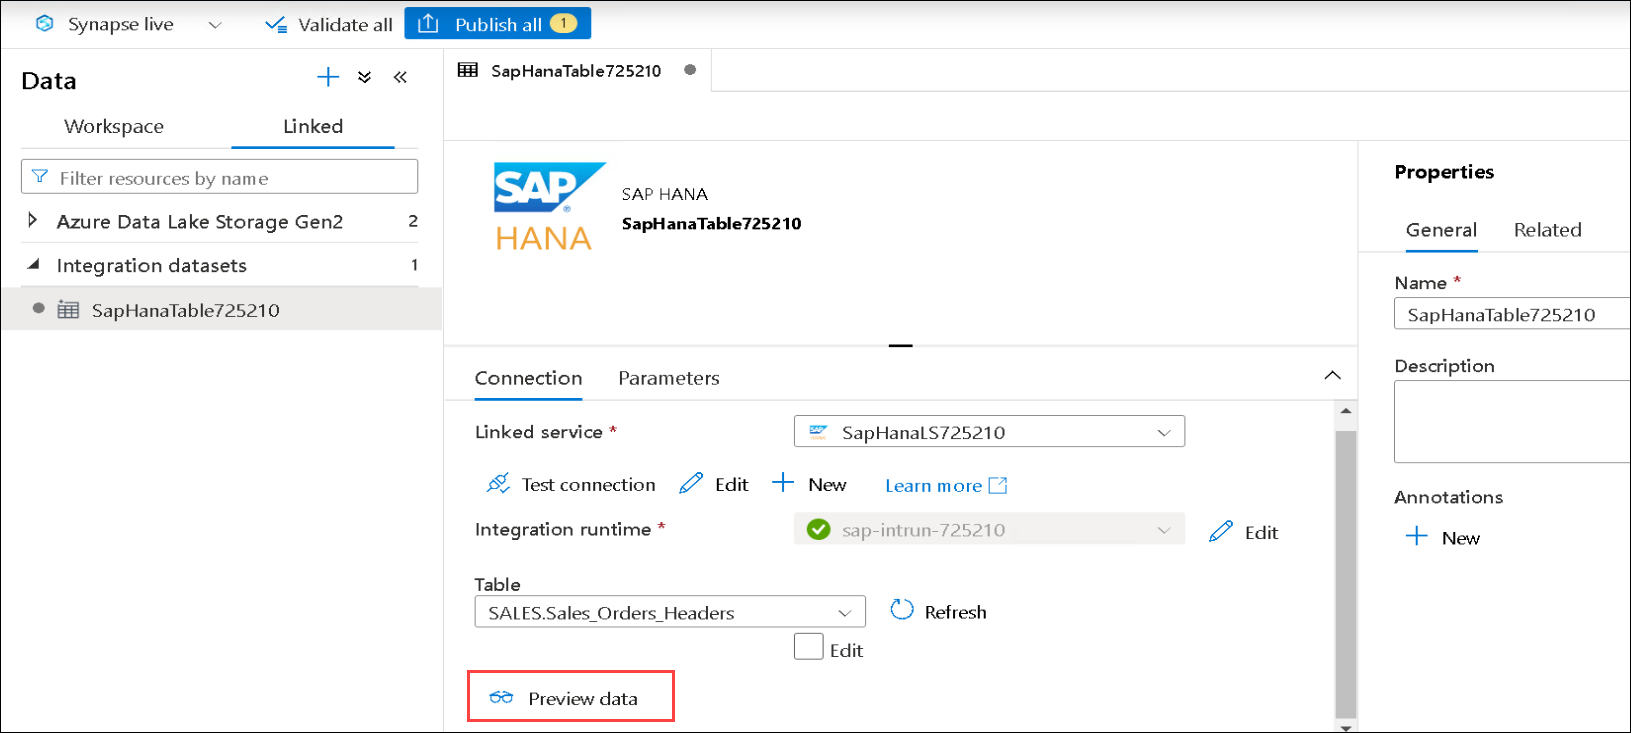 Synapse live
Validate all
Publish all 1
Data
Workspace Linked
Filter resources by name
Azure Data Lake Storage Gen2 2
Integration datasets 1
SapHanaTable725210
SapHanaTable725210
SAP
®
HANA
SAP HANA
SapHanaTable725210
Connection Parameters
Linked service *
SAP HANA SapHanaLS725210
Test connection Edit New Learn more
Integration runtime * sap-intrun-725210 Edit
Table
SALES.Sales_Orders_Headers Refresh
Edit
Preview data
Properties
General Related
Name *
SapHanaTable725210
Description
Annotations
New